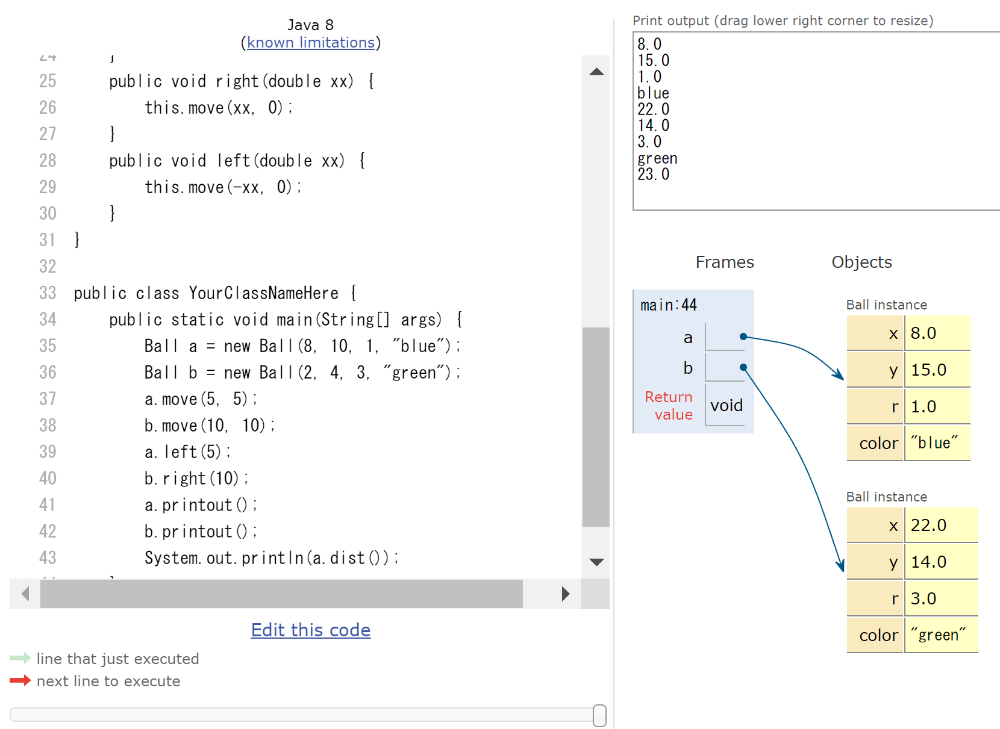 Java 8
(known limitations)
24 }
25 public void right(double xx) {
26 this.move(xx, 0);
27 }
28 public void left(double xx) {
29 this.move(-xx, 0);
30 }
31 }
32
33 public class YourClassNameHere {
34 public static void main(String[] args) {
35 Ball a = new Ball(8, 10, 1, "blue");
36 Ball b = new Ball(2, 4, 3, "green");
37 a.move(5, 5);
38 b.move(10, 10);
39 a.left(5);
40 b.right(10);
41 a.printout();
42 b.printout();
43 System.out.println(a.dist());
Edit this code
line that just executed
next line to execute
Print output (drag lower right corner to resize)
8.0
15.0
1.0
blue
22.0
14.0
3.0
green
23.0
Frames
Objects
main:44
a
b
Return
value
void
Ball instance
x 8.0
y 15.0
r 1.0
color "blue"
Ball instance
x 22.0
y 14.0
r 3.0
color "green"